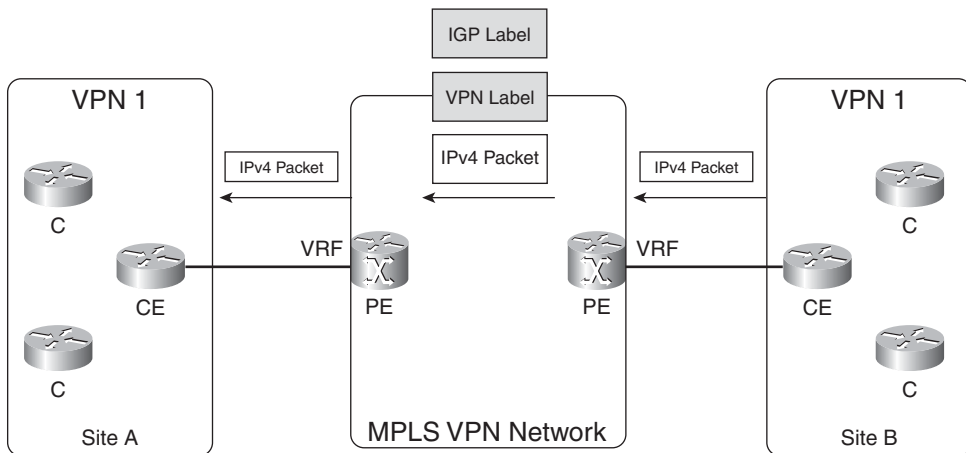 IGP Label
VPN 1
VPN Label
VPN 1
IPv4 Packet
IPv4 Packet
IPv4 Packet
C
C
VRF
VRF
CE
PE
PE
CE
C
C
Site A
MPLS VPN Network
Site B